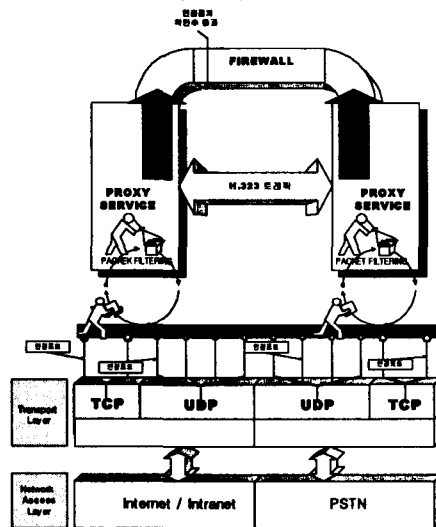 FIREWALL
H.323 트래픽
PROXY
SERVICE
PROXY
SERVICE
PACKEK FILTERING
PACKET FILTERING
Transport
Layer
TCP
UDP
UDP
TCP
Network
Access
Layer
Internet / Intranet
PSTN